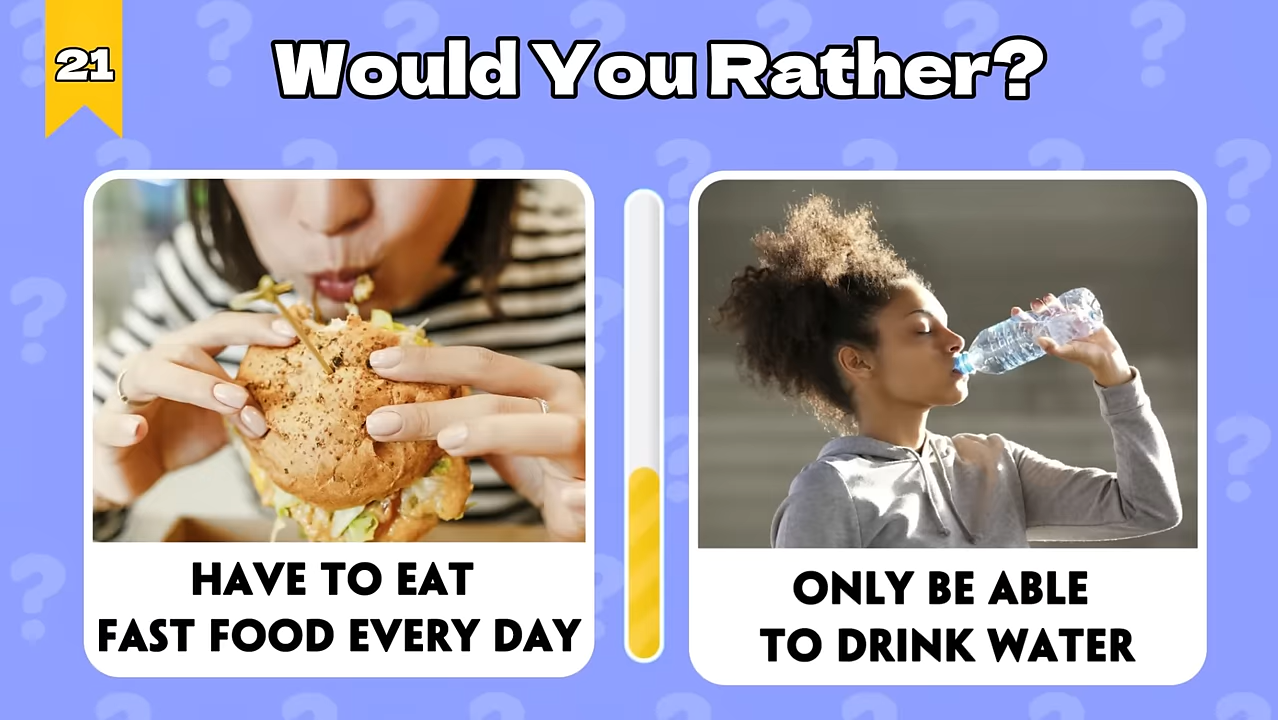 21
Would You Rather?
HAVE TO EAT
FAST FOOD EVERY DAY
ONLY BE ABLE
TO DRINK WATER